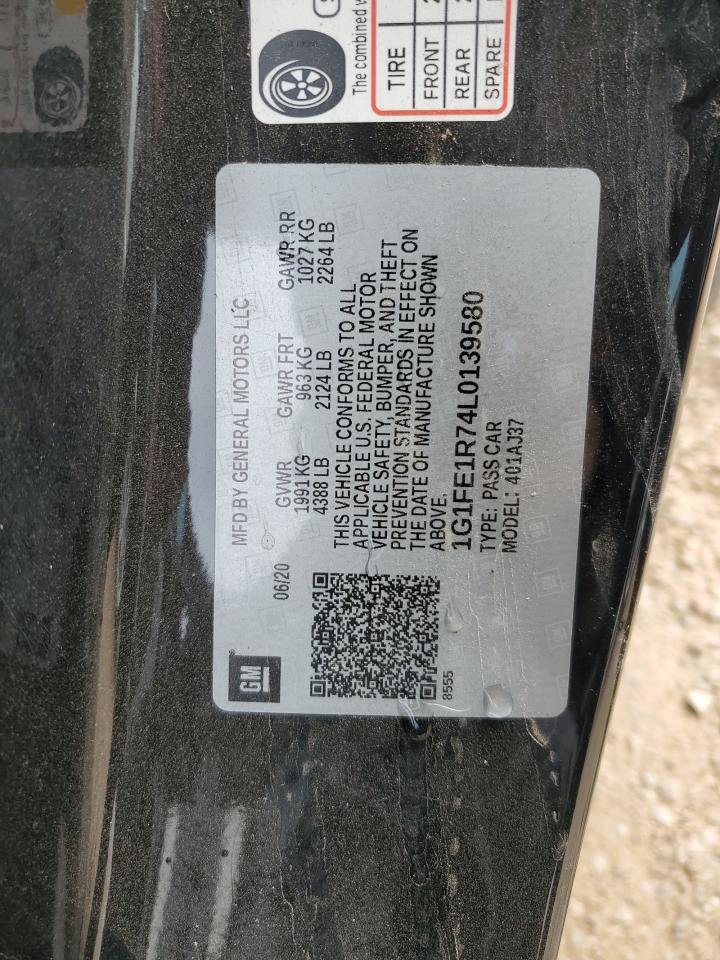 The combined
TIRE
FRONT
REAR
SPARE
GM
MFD BY GENERAL MOTORS LLC
06/20
GVWR GAWR FRT GAWR RR
1991 KG 963 KG 1027 KG
4388 LB 2124 LB 2264 LB
THIS VEHICLE CONFORMS TO ALL
APPLICABLE U.S. FEDERAL MOTOR
VEHICLE SAFETY, BUMPER, AND THEFT
PREVENTION STANDARDS IN EFFECT ON
THE DATE OF MANUFACTURE SHOWN
ABOVE.
1G1FE1R74L0139580
TYPE: PASS CAR
MODEL: 401AJ37
8555